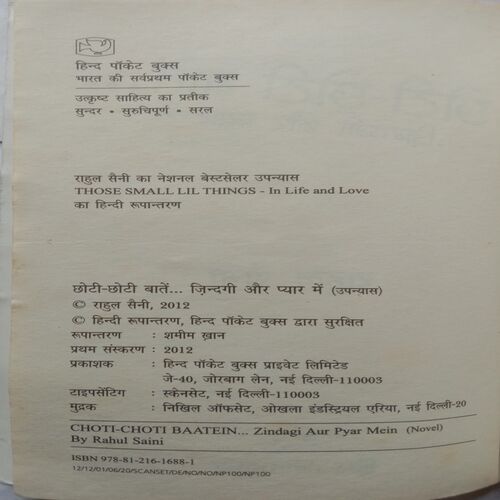 हिन्द पॉकेट बुक्स
भारत की सर्वप्रथम पॉकेट बुक्स
उत्कृष्ट साहित्य का प्रतीक
सुन्दर • सुरुचिपूर्ण • सरल
राहुल सैनी का नेशनल बेस्टसेलर उपन्यास
THOSE SMALL LIL THINGS - In Life and Love
का हिन्दी रूपान्तरण
छोटी-छोटी बातें... ज़िन्दगी और प्यार में (उपन्यास)
© राहुल सैनी, 2012
© हिन्दी रूपान्तरण, हिन्द पॉकेट बुक्स द्वारा सुरक्षित
रूपान्तरण : शमीम ख़ान
प्रथम संस्करण : 2012
प्रकाशक : हिन्द पॉकेट बुक्स प्राइवेट लिमिटेड
जे-40, जोरबाग लेन, नई दिल्ली-110003
टाइपसेटिंग : स्केनसेट, नई दिल्ली-110003
मुद्रक : निखिल ऑफसेट, ओखला इंडस्ट्रियल एरिया, नई दिल्ली-20
CHOTI-CHOTI BAATEIN... Zindagi Aur Pyar Mein (Novel)
By Rahul Saini
ISBN 978-81-216-1688-1
12/12/01/06/20/SCANSET/DE/NO/NO/NP100/NP100